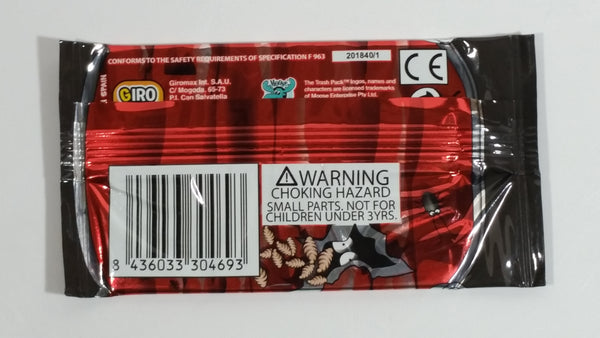 CONFORMS TO THE SAFETY REQUIREMENTS OF SPECIFICATION F 963
201840/1
CE
SPAIN
GIRO
Giromax Int. S.A.U.
C/ Mogoda, 65-73
P.I. Can Salvatella
MOOSE
The Trash Pack™ logos, names and
characters are licensed trademarks
of Moose Enterprise Pty Ltd.
WARNING
CHOKING HAZARD
SMALL PARTS. NOT FOR
CHILDREN UNDER 3YRS.
8 436033 304693